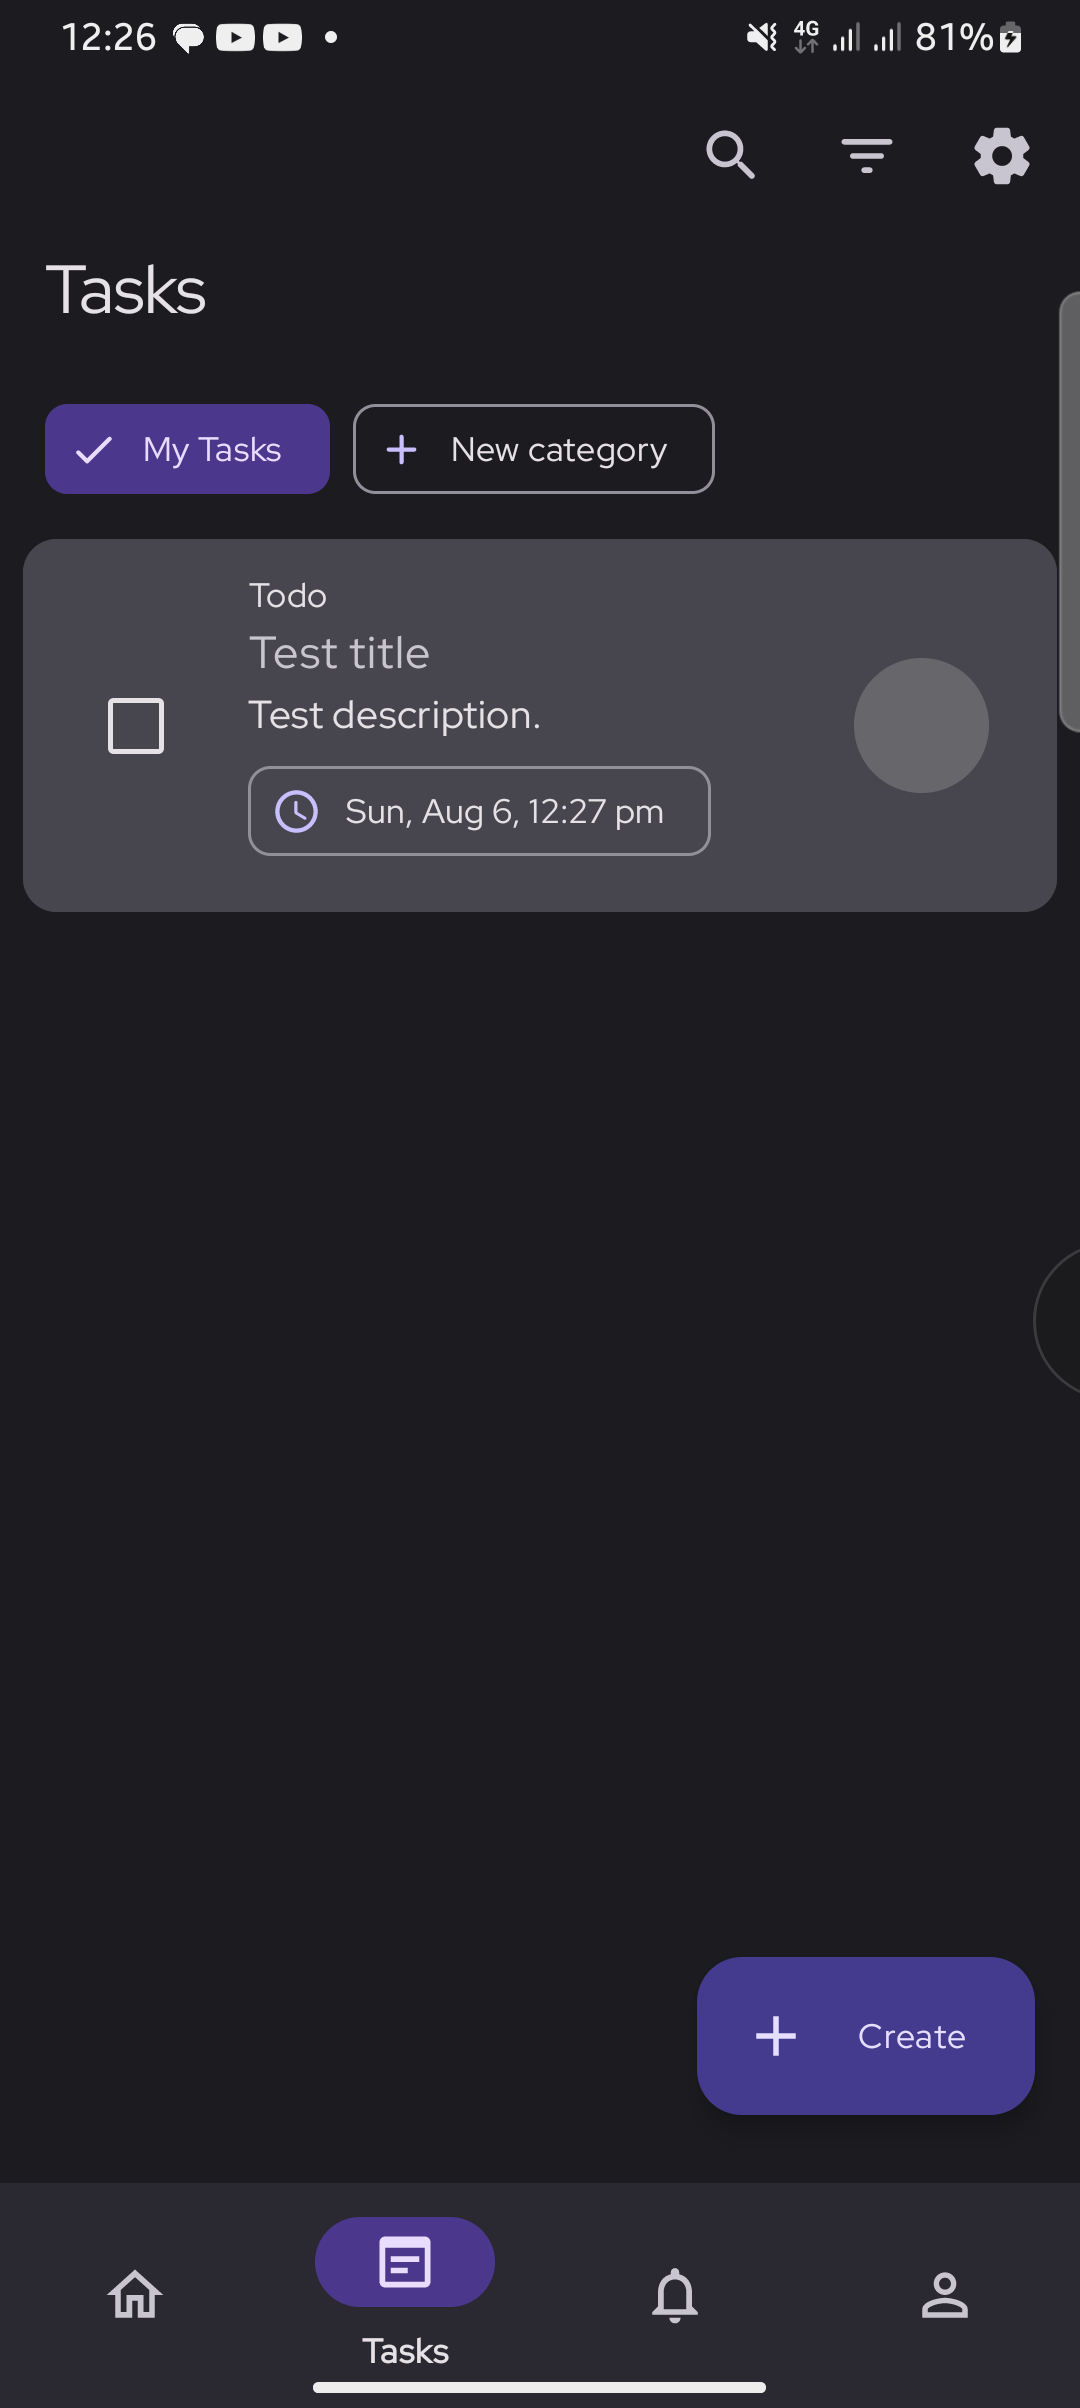 12:26
4G
81%
Tasks
My Tasks
New category
Todo
Test title
Test description.
Sun, Aug 6, 12:27 pm
Create
Tasks